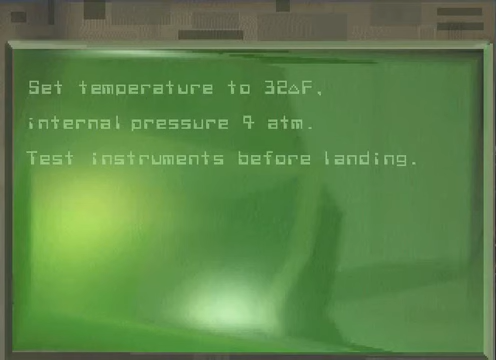 Set temperature to 32△F,
internal pressure 9 atm.
Test instruments before landing.